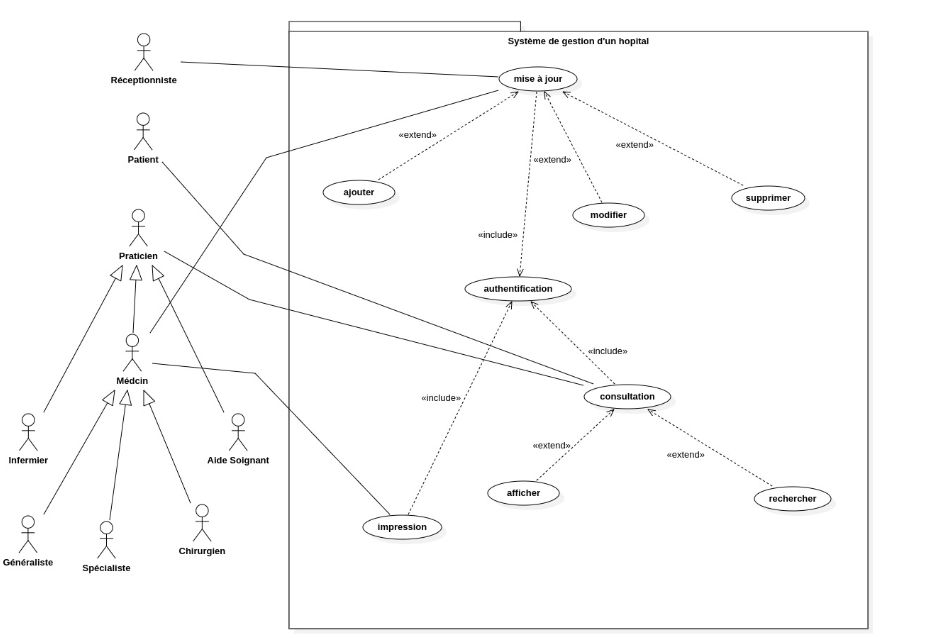 Système de gestion d'un hopital
Réceptionniste
mise à jour
«extend»
«extend»
«extend»
Patient
ajouter
supprimer
modifier
«include»
Praticien
authentification
«include»
Médcin
consultation
«include»
«extend»
«extend»
Infermier
Aide Soignant
afficher
rechercher
impression
Chirurgien
Généraliste
Spécialiste